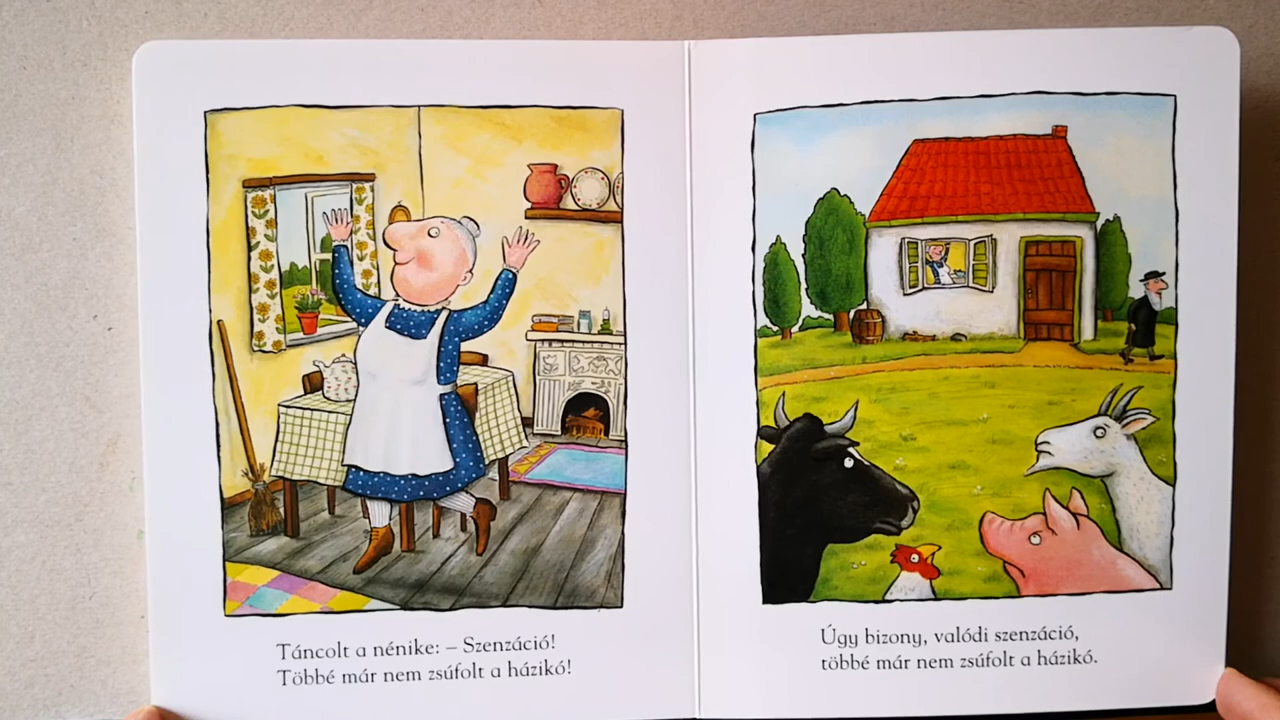 Táncolt a nénike: – Szenzáció!
Többé már nem zsúfolt a házikó!
Úgy bizony, valódi szenzáció,
többé már nem zsúfolt a házikó.